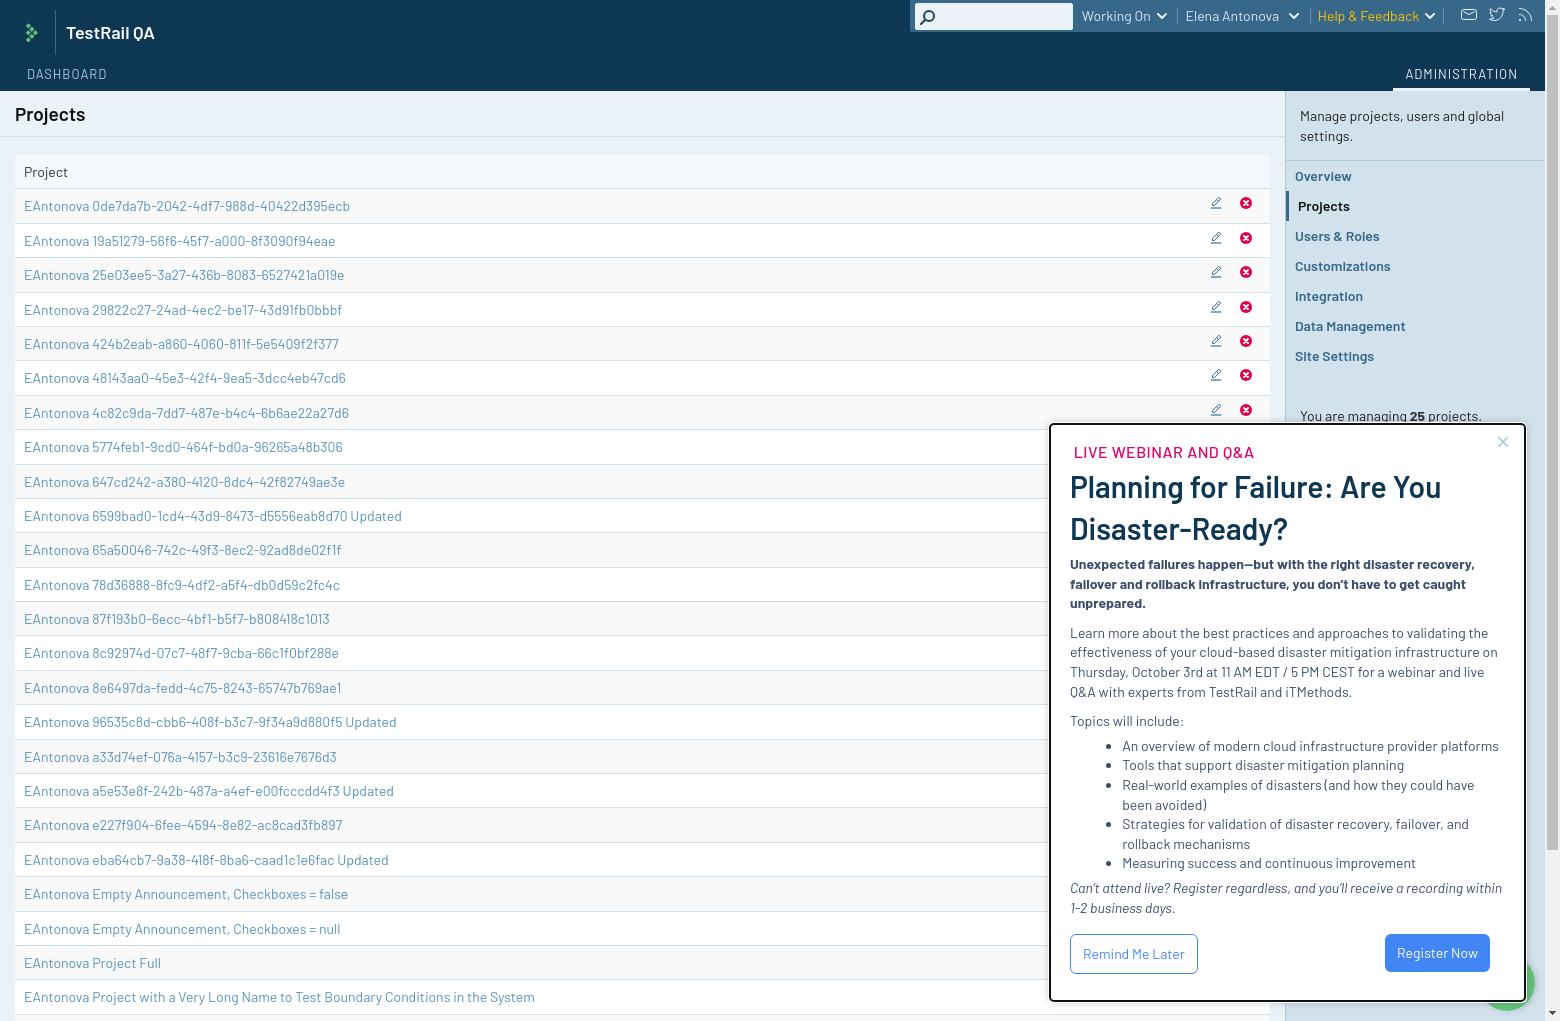 TestRail QA
Working On
Elena Antonova
Help & Feedback
DASHBOARD
ADMINISTRATION
Projects
Project
EAntonova 0de7da7b-2042-4df7-988d-40422d395ecb
EAntonova 19a51279-56f6-45f7-a000-8f3090f94eae
EAntonova 25e03ee5-3a27-436b-8083-6527421a019e
EAntonova 29822c27-24ad-4ec2-be17-43d91fb0bbbf
EAntonova 424b2eab-a860-4060-811f-5e5409f2f377
EAntonova 48143aa0-45e3-42f4-9ea5-3dcc4eb47cd6
EAntonova 4c82c9da-7dd7-487e-b4c4-6b6ae22a27d6
EAntonova 5774feb1-9cd0-464f-bd0a-96265a48b306
EAntonova 647cd242-a380-4120-8dc4-42f82749ae3e
EAntonova 6599bad0-1cd4-43d9-8473-d5556eab8d70 Updated
EAntonova 65a50046-742c-49f3-8ec2-92ad8de02f1f
EAntonova 78d36888-8fc9-4df2-a5f4-db0d59c2fc4c
EAntonova 87f193b0-6ecc-4bf1-b5f7-b808418c1013
EAntonova 8c92974d-07c7-48f7-9cba-66c1f0bf288e
EAntonova 8e6497da-fedd-4c75-8243-65747b769ae1
EAntonova 96535c8d-cbb6-408f-b3c7-9f34a9d880f5 Updated
EAntonova a33d74ef-076a-4157-b3c9-23616e7676d3
EAntonova a5e53e8f-242b-487a-a4ef-e00fcccdd4f3 Updated
EAntonova e227f904-6fee-4594-8e82-ac8cad3fb897
EAntonova eba64cb7-9a38-418f-8ba6-caad1c1e6fac Updated
EAntonova Empty Announcement, Checkboxes = false
EAntonova Empty Announcement, Checkboxes = null
EAntonova Project Full
EAntonova Project with a Very Long Name to Test Boundary Conditions in the System
Manage projects, users and global
settings.
Overview
Projects
Users & Roles
Customizations
Integration
Data Management
Site Settings
You are managing 25 projects.
LIVE WEBINAR AND Q&A
Planning for Failure: Are You
Disaster-Ready?
Unexpected failures happen—but with the right disaster recovery,
failover and rollback infrastructure, you don't have to get caught
unprepared.
Learn more about the best practices and approaches to validating the
effectiveness of your cloud-based disaster mitigation infrastructure on
Thursday, October 3rd at 11 AM EDT / 5 PM CEST for a webinar and live
Q&A with experts from TestRail and iTMethods.
Topics will include:
• An overview of modern cloud infrastructure provider platforms
• Tools that support disaster mitigation planning
• Real-world examples of disasters (and how they could have
been avoided)
• Strategies for validation of disaster recovery, failover, and
rollback mechanisms
• Measuring success and continuous improvement
Can't attend live? Register regardless, and you'll receive a recording within
1-2 business days.
Remind Me Later
Register Now